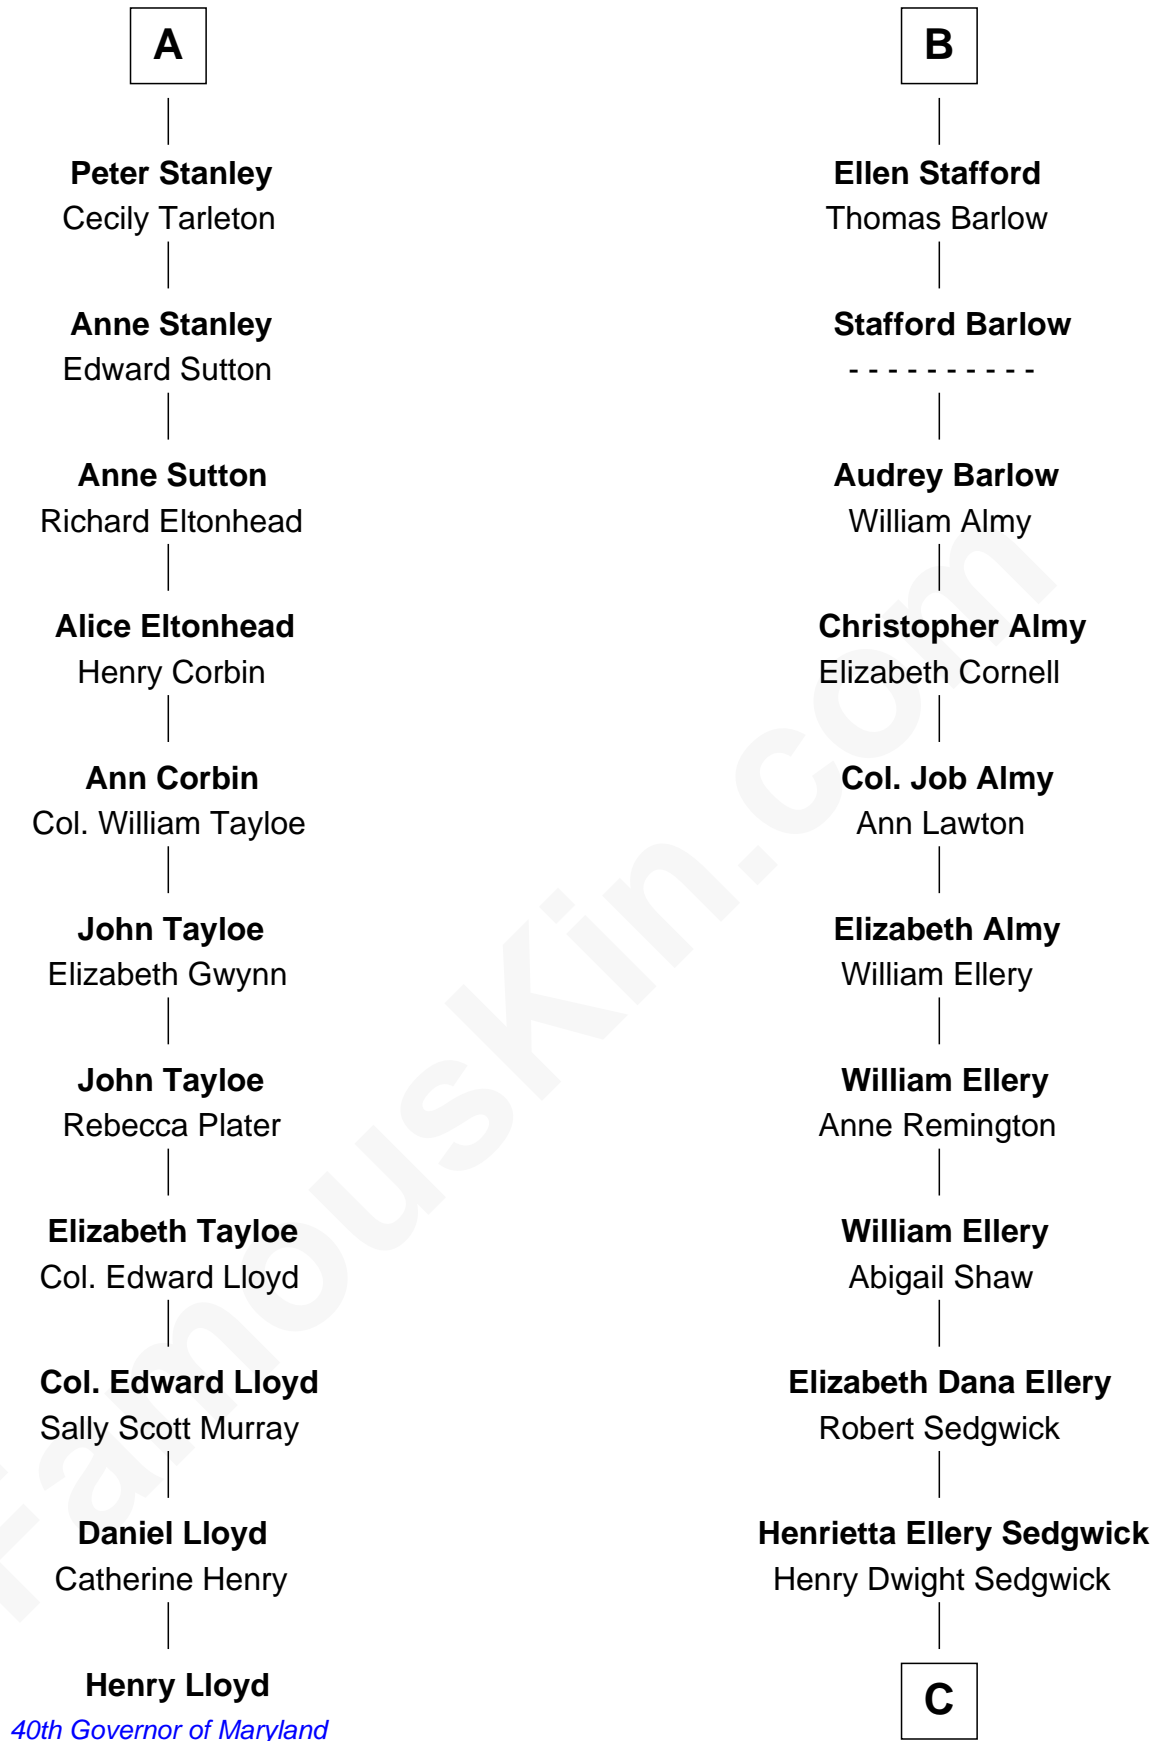 A
Peter Stanley
Cecily Tarleton
Anne Stanley
Edward Sutton
Anne Sutton
Richard Eltonhead
Alice Eltonhead
Henry Corbin
Ann Corbin
Col. William Tayloe
John Tayloe
Elizabeth Gwynn
John Tayloe
Rebecca Plater
Elizabeth Tayloe
Col. Edward Lloyd
Col. Edward Lloyd
Sally Scott Murray
Daniel Lloyd
Catherine Henry
Henry Lloyd
40th Governor of Maryland
B
Ellen Stafford
Thomas Barlow
Stafford Barlow
- - - - - - - - - -
Audrey Barlow
William Almy
Christopher Almy
Elizabeth Cornell
Col. Job Almy
Ann Lawton
Elizabeth Almy
William Ellery
William Ellery
Anne Remington
William Ellery
Abigail Shaw
Elizabeth Dana Ellery
Robert Sedgwick
Henrietta Ellery Sedgwick
Henry Dwight Sedgwick
C
FamousKin.com